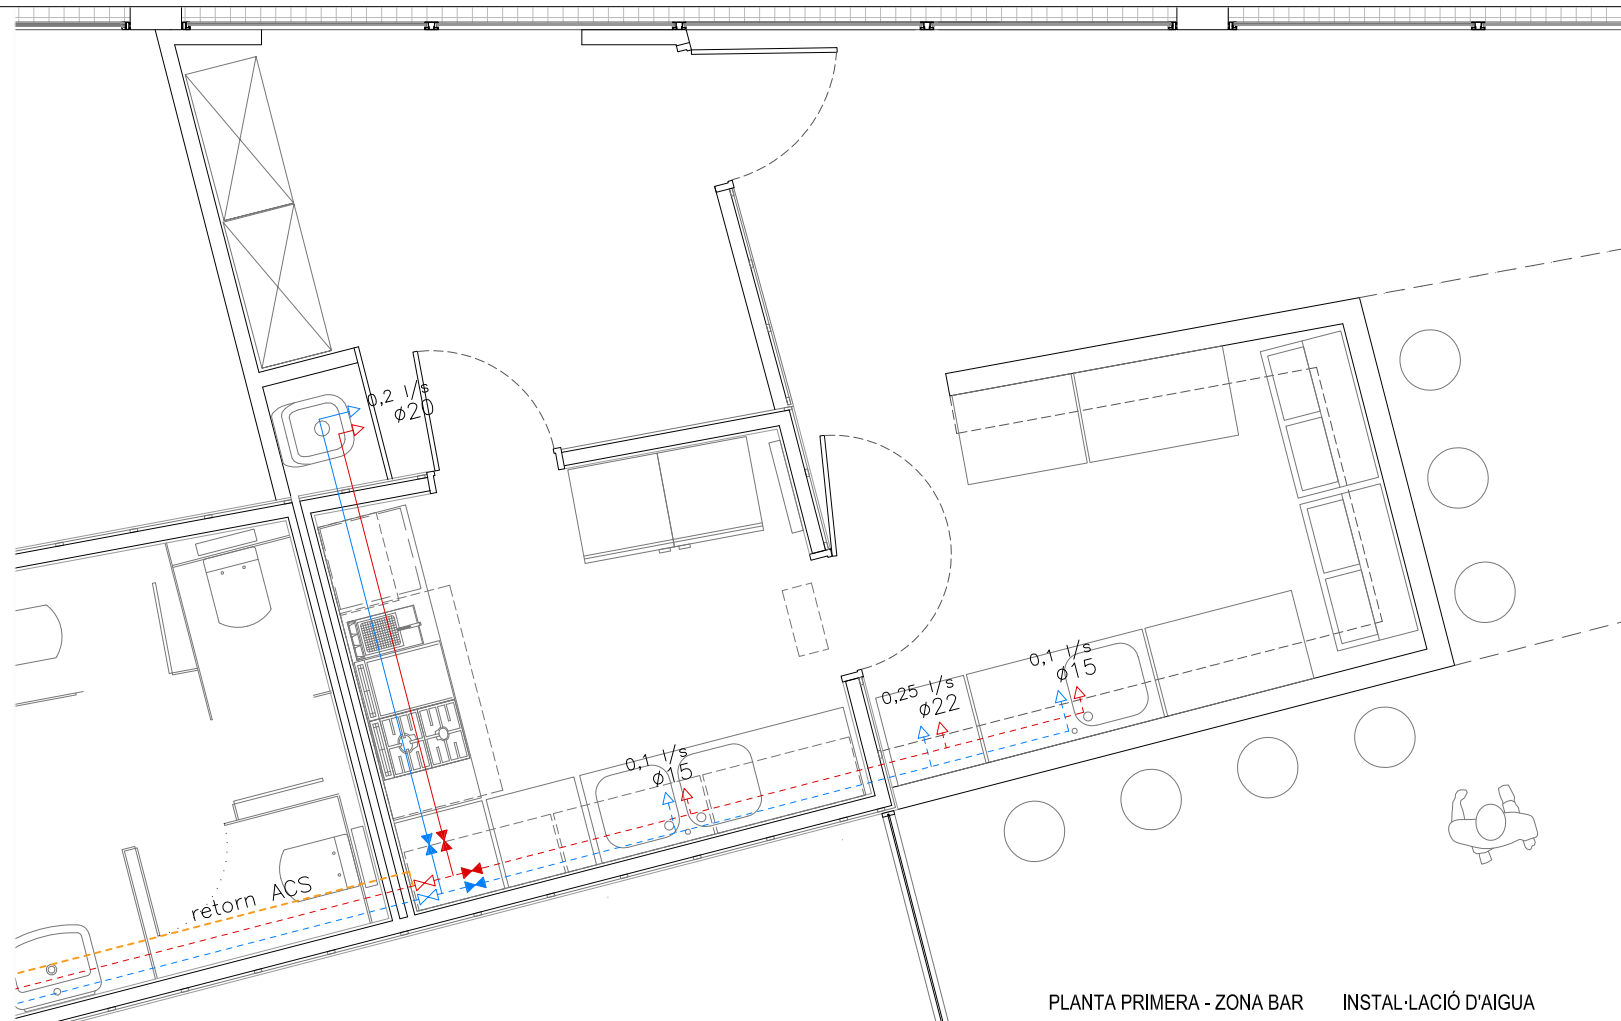 0,2 l/s
ø20
0,1 l/s
ø15
0,25 l/s
ø22
0,1 l/s
ø15
retorn ACS
PLANTA PRIMERA - ZONA BAR INSTAL·LACIÓ D'AIGUA